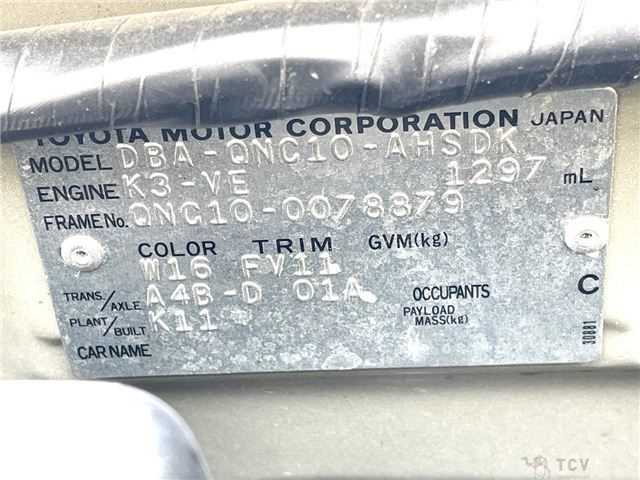 TOYOTA MOTOR CORPORATION JAPAN
MODEL DBA-QNC10-AHSDK
ENGINE K3-VE 1297 mL
FRAME No. QNC10-0078879
COLOR TRIM GVM(kg)
W16 FV11
TRANS./AXLE A4B-D 01A OCCUPANTS C
PLANT/BUILT K11 PAYLOAD MASS(kg)
CAR NAME
30881
TCV